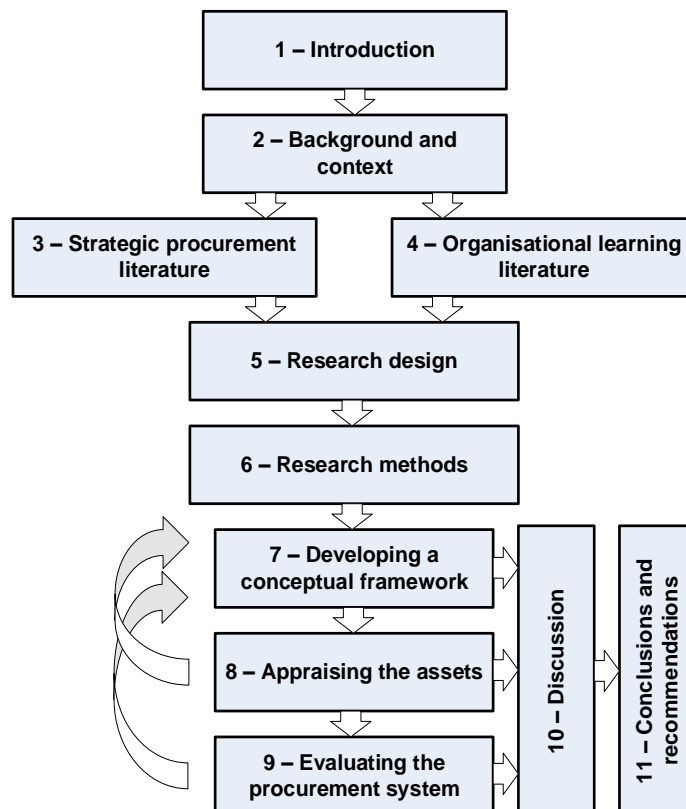 1 – Introduction
2 – Background and
context
3 – Strategic procurement
literature
4 – Organisational learning
literature
5 – Research design
6 – Research methods
7 – Developing a
conceptual framework
8 – Appraising the assets
9 – Evaluating the
procurement system
10 – Discussion
11 – Conclusions and
recommendations